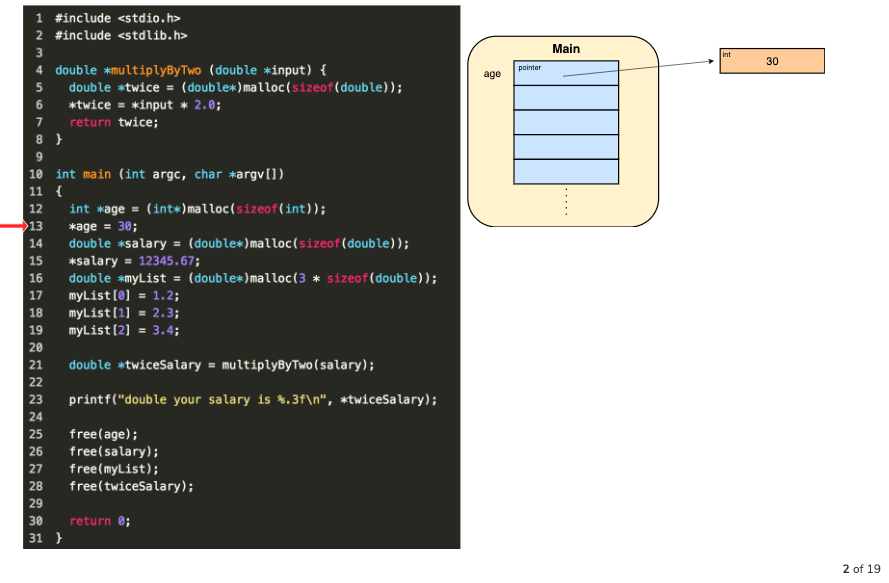 1 #include <stdio.h>
2 #include <stdlib.h>
3
4 double *multiplyByTwo (double *input) {
5   double *twice = (double*)malloc(sizeof(double));
6   *twice = *input * 2.0;
7   return twice;
8 }
9
10 int main (int argc, char *argv[])
11 {
12   int *age = (int*)malloc(sizeof(int));
13   *age = 30;
14   double *salary = (double*)malloc(sizeof(double));
15   *salary = 12345.67;
16   double *myList = (double*)malloc(3 * sizeof(double));
17   myList[0] = 1.2;
18   myList[1] = 2.3;
19   myList[2] = 3.4;
20
21   double *twiceSalary = multiplyByTwo(salary);
22
23   printf("double your salary is %.3f\n", *twiceSalary);
24
25   free(age);
26   free(salary);
27   free(myList);
28   free(twiceSalary);
29
30   return 0;
31 }
Main
age
pointer
int
30
2 of 19